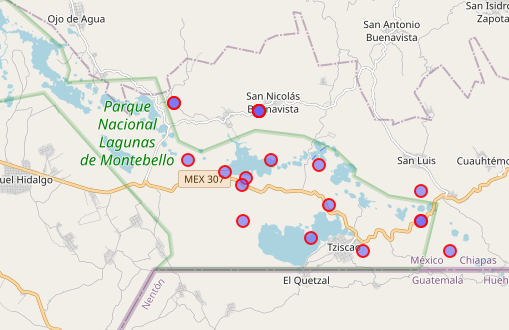 Ojo de Agua
San Isidro
Zapota
San Antonio
Buenavista
San Nicolás
Buenavista
Parque
Nacional
Lagunas
de Montebello
San Luis
Cuauhtémo
uel Hidalgo
MEX 307
Tziscao
México
Chiapas
El Quetzal
Guatemala
Hueh
Nentón